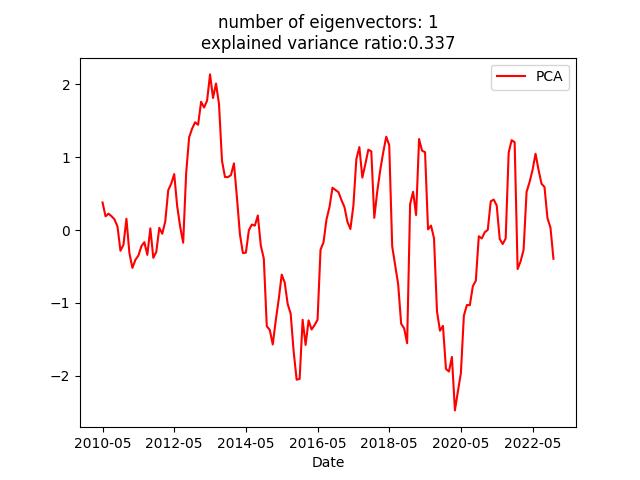 number of eigenvectors: 1
explained variance ratio:0.337
PCA
2
1
0
−1
−2
2010-05 2012-05 2014-05 2016-05 2018-05 2020-05 2022-05
Date